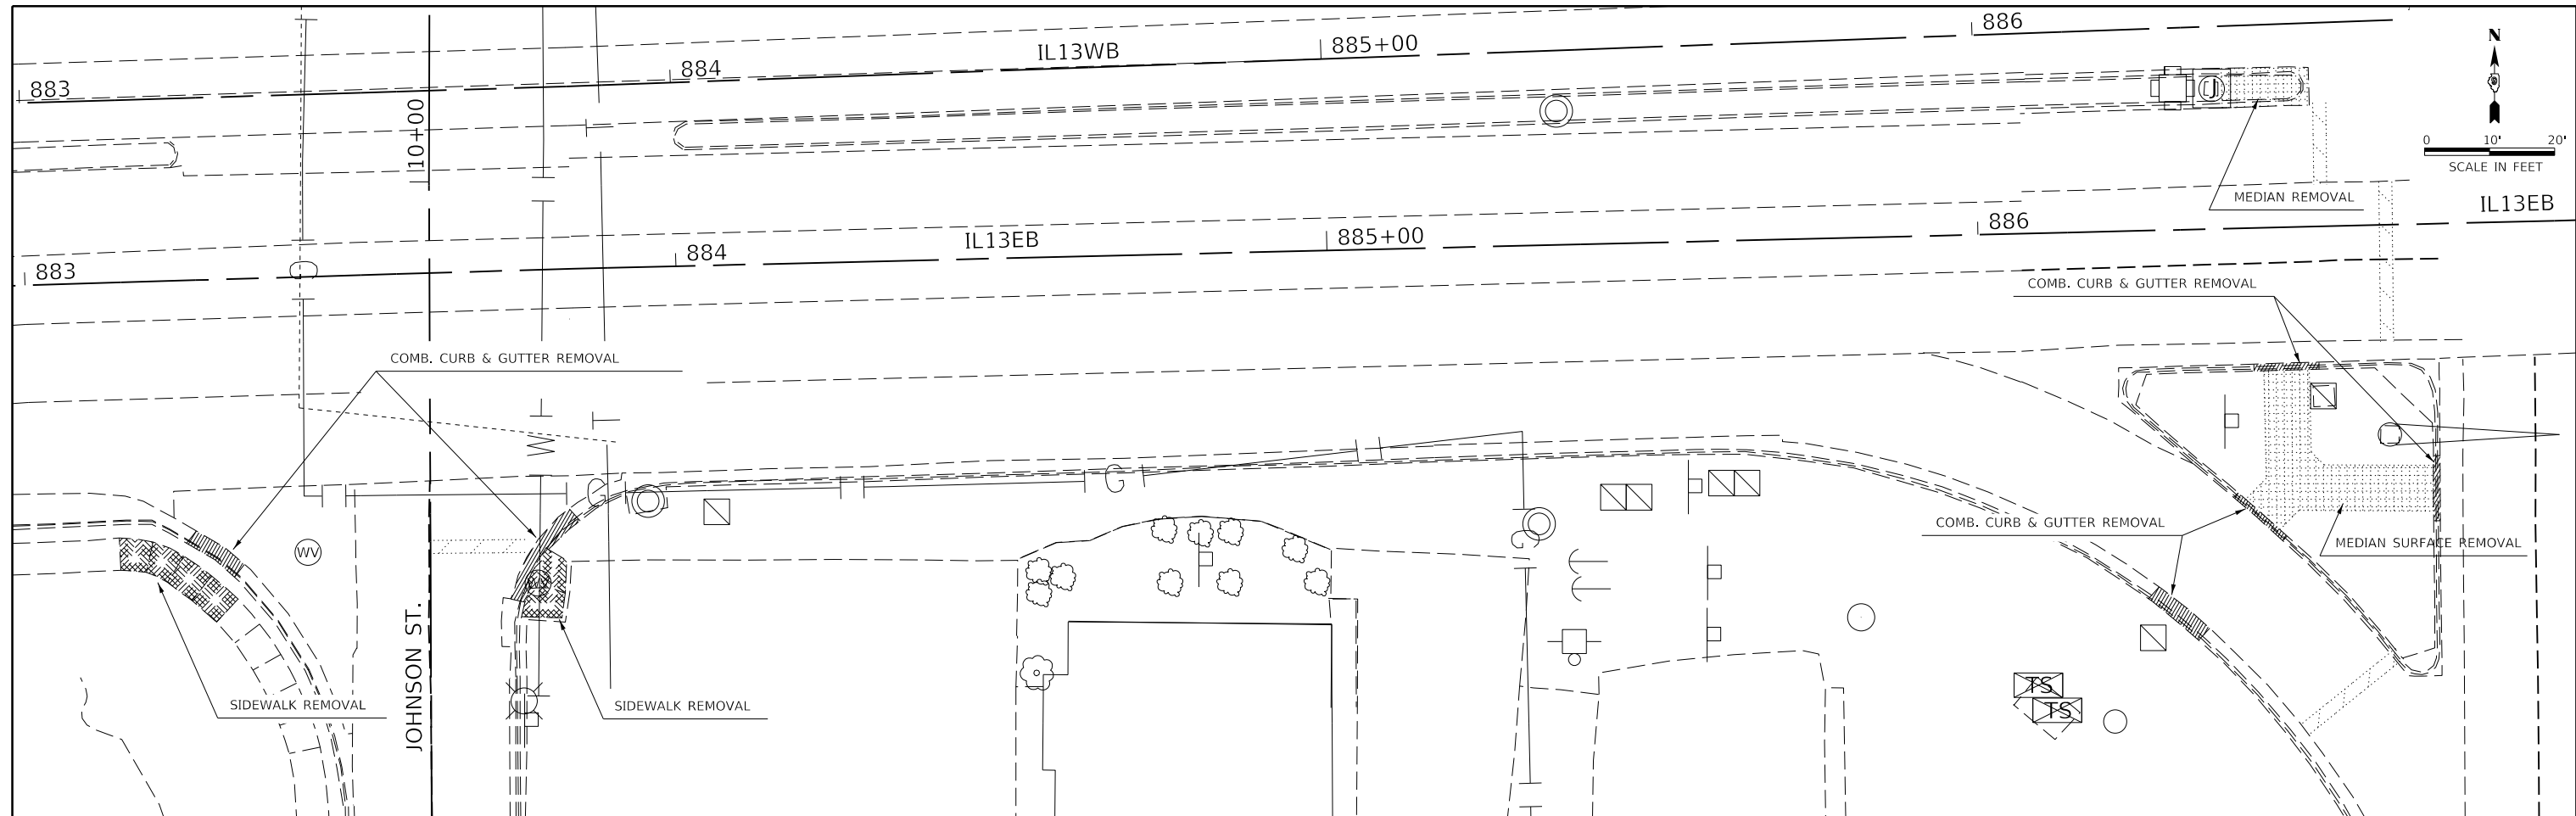 886
N
IL13WB
885+00
884
883
10+00
J
0 10' 20'
SCALE IN FEET
MEDIAN REMOVAL
IL13EB
886
885+00
IL13EB
884
883
COMB. CURB & GUTTER REMOVAL
COMB. CURB & GUTTER REMOVAL
W
G
G
G
WV
COMB. CURB & GUTTER REMOVAL
MEDIAN SURFACE REMOVAL
JOHNSON ST.
SIDEWALK REMOVAL
SIDEWALK REMOVAL
TS
TS